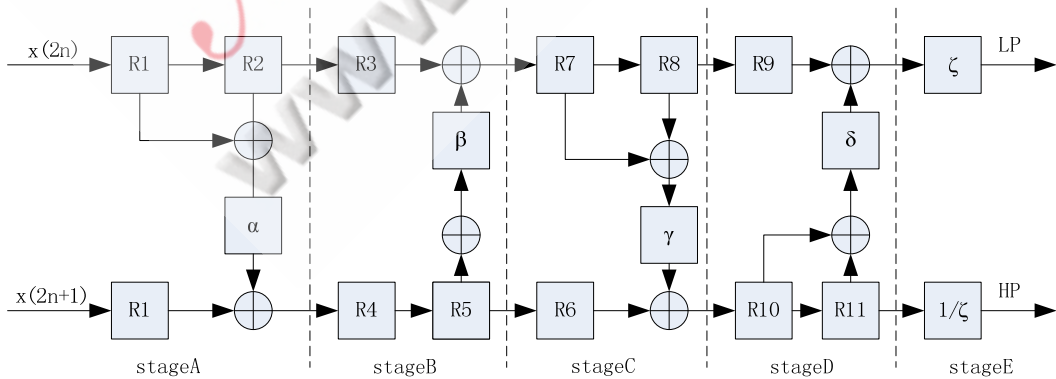 x(2n)
R1
R2
R3
R7
R8
R9
ζ
LP
β
δ
α
γ
x(2n+1)
R1
R4
R5
R6
R10
R11
1/ζ
HP
stageA
stageB
stageC
stageD
stageE
www